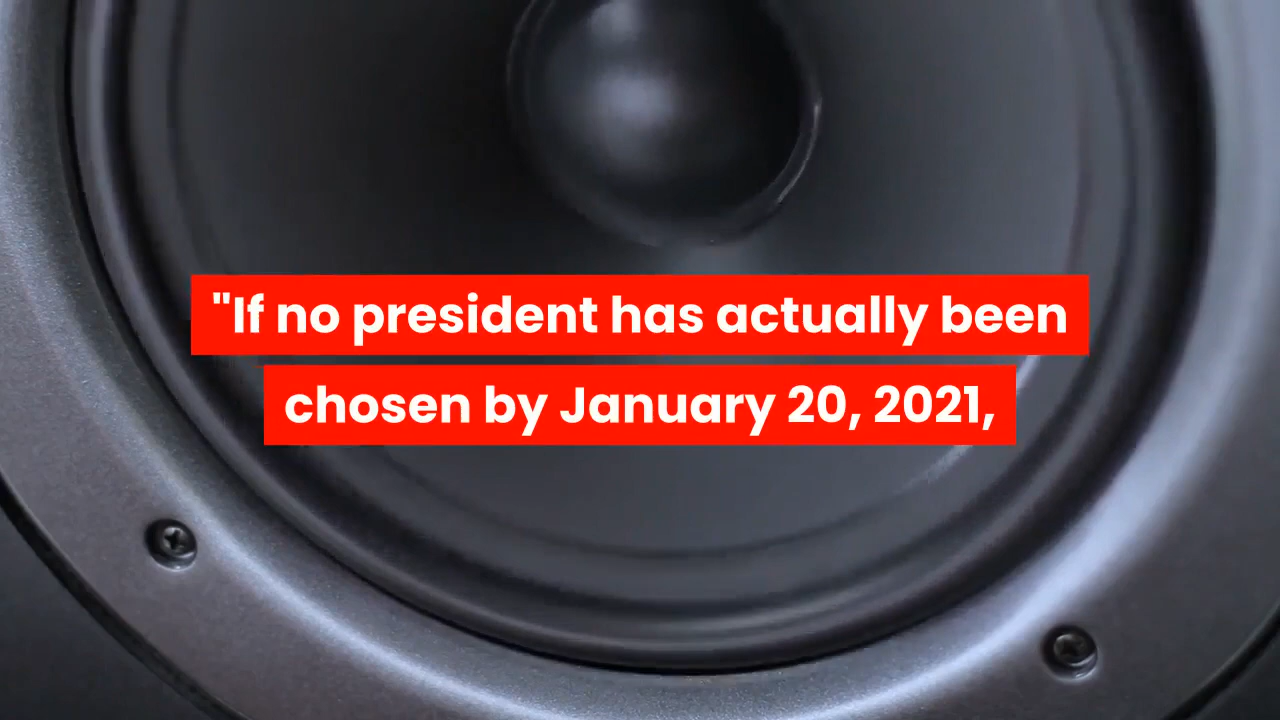 "If no president has actually been
chosen by January 20, 2021,